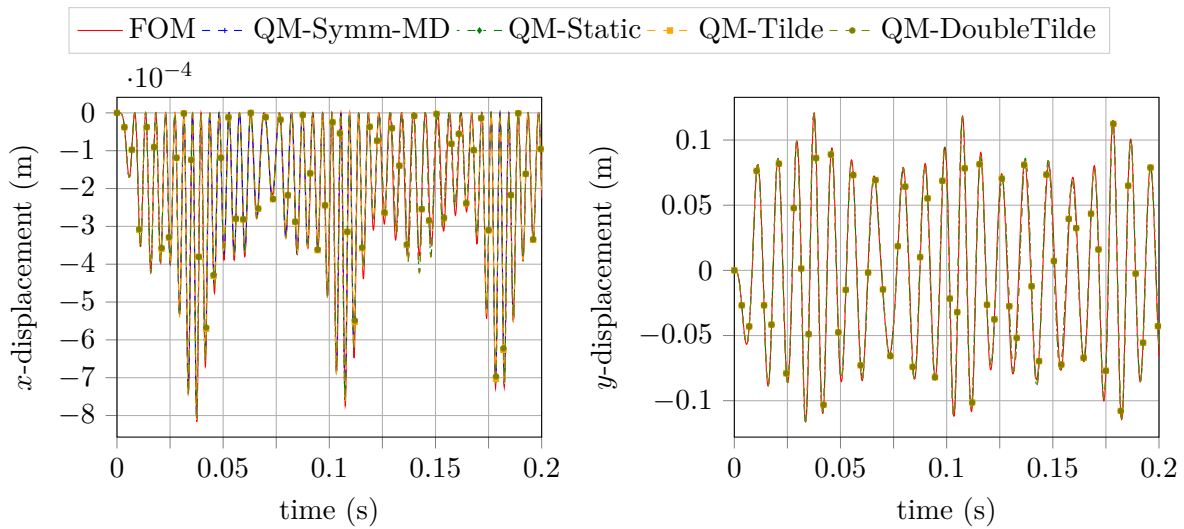 FOM QM-Symm-MD QM-Static QM-Tilde QM-DoubleTilde
·10⁻⁴
0
−1
−2
−3
−4
−5
−6
−7
−8
x-displacement (m)
0 0.05 0.1 0.15 0.2
time (s)
0.1
0.05
0
−0.05
−0.1
y-displacement (m)
0 0.05 0.1 0.15 0.2
time (s)